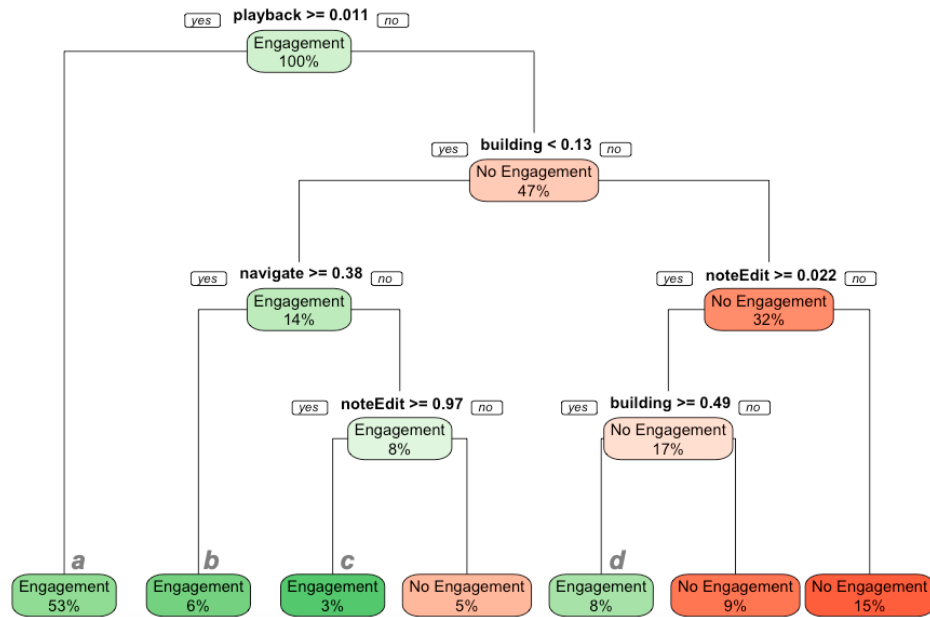 playback >= 0.011
yes no
Engagement
100%
building < 0.13
yes no
No Engagement
47%
navigate >= 0.38
yes no
Engagement
14%
noteEdit >= 0.022
yes no
No Engagement
32%
noteEdit >= 0.97
yes no
Engagement
8%
building >= 0.49
yes no
No Engagement
17%
a
Engagement
53%
b
Engagement
6%
c
Engagement
3%
No Engagement
5%
d
Engagement
8%
No Engagement
9%
No Engagement
15%